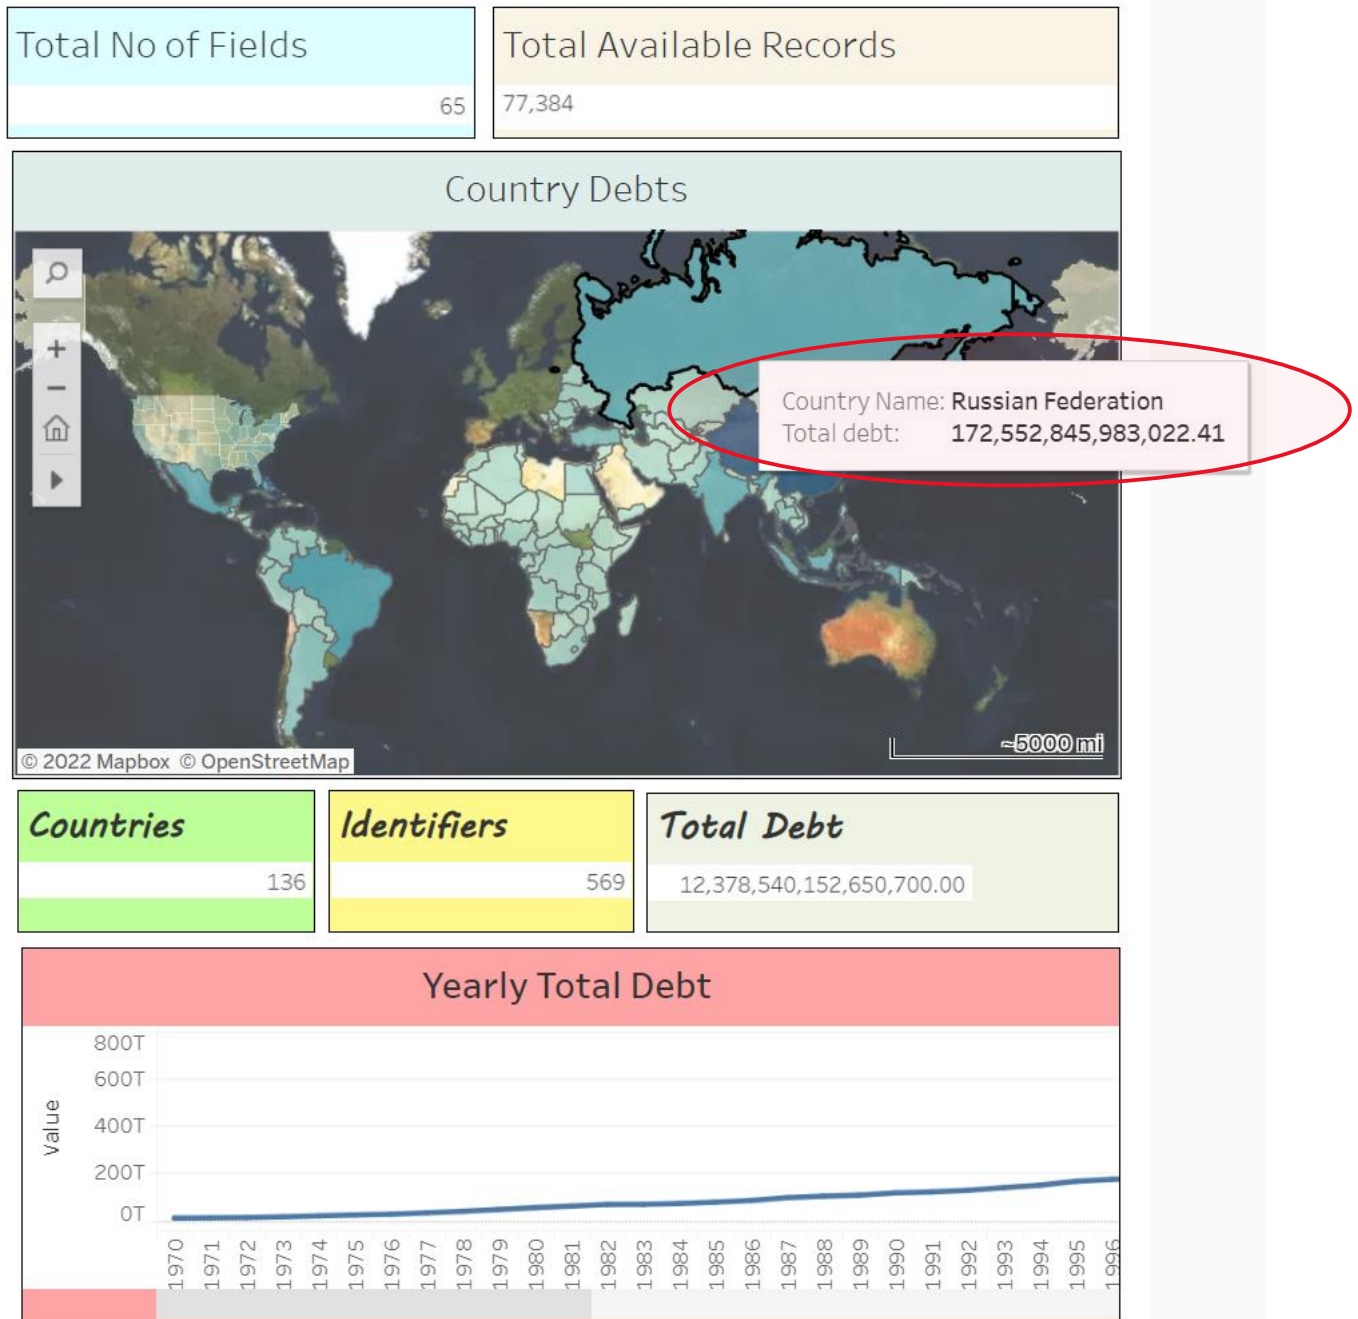 Total No of Fields
65
Total Available Records
77,384
Country Debts
+
−
Country Name: Russian Federation
Total debt: 172,552,845,983,022.41
~5000 mi
© 2022 Mapbox © OpenStreetMap
Countries
136
Identifiers
569
Total Debt
12,378,540,152,650,700.00
Yearly Total Debt
Value
800T
600T
400T
200T
0T
1970
1971
1972
1973
1974
1975
1976
1977
1978
1979
1980
1981
1982
1983
1984
1985
1986
1987
1988
1989
1990
1991
1992
1993
1994
1995
1996